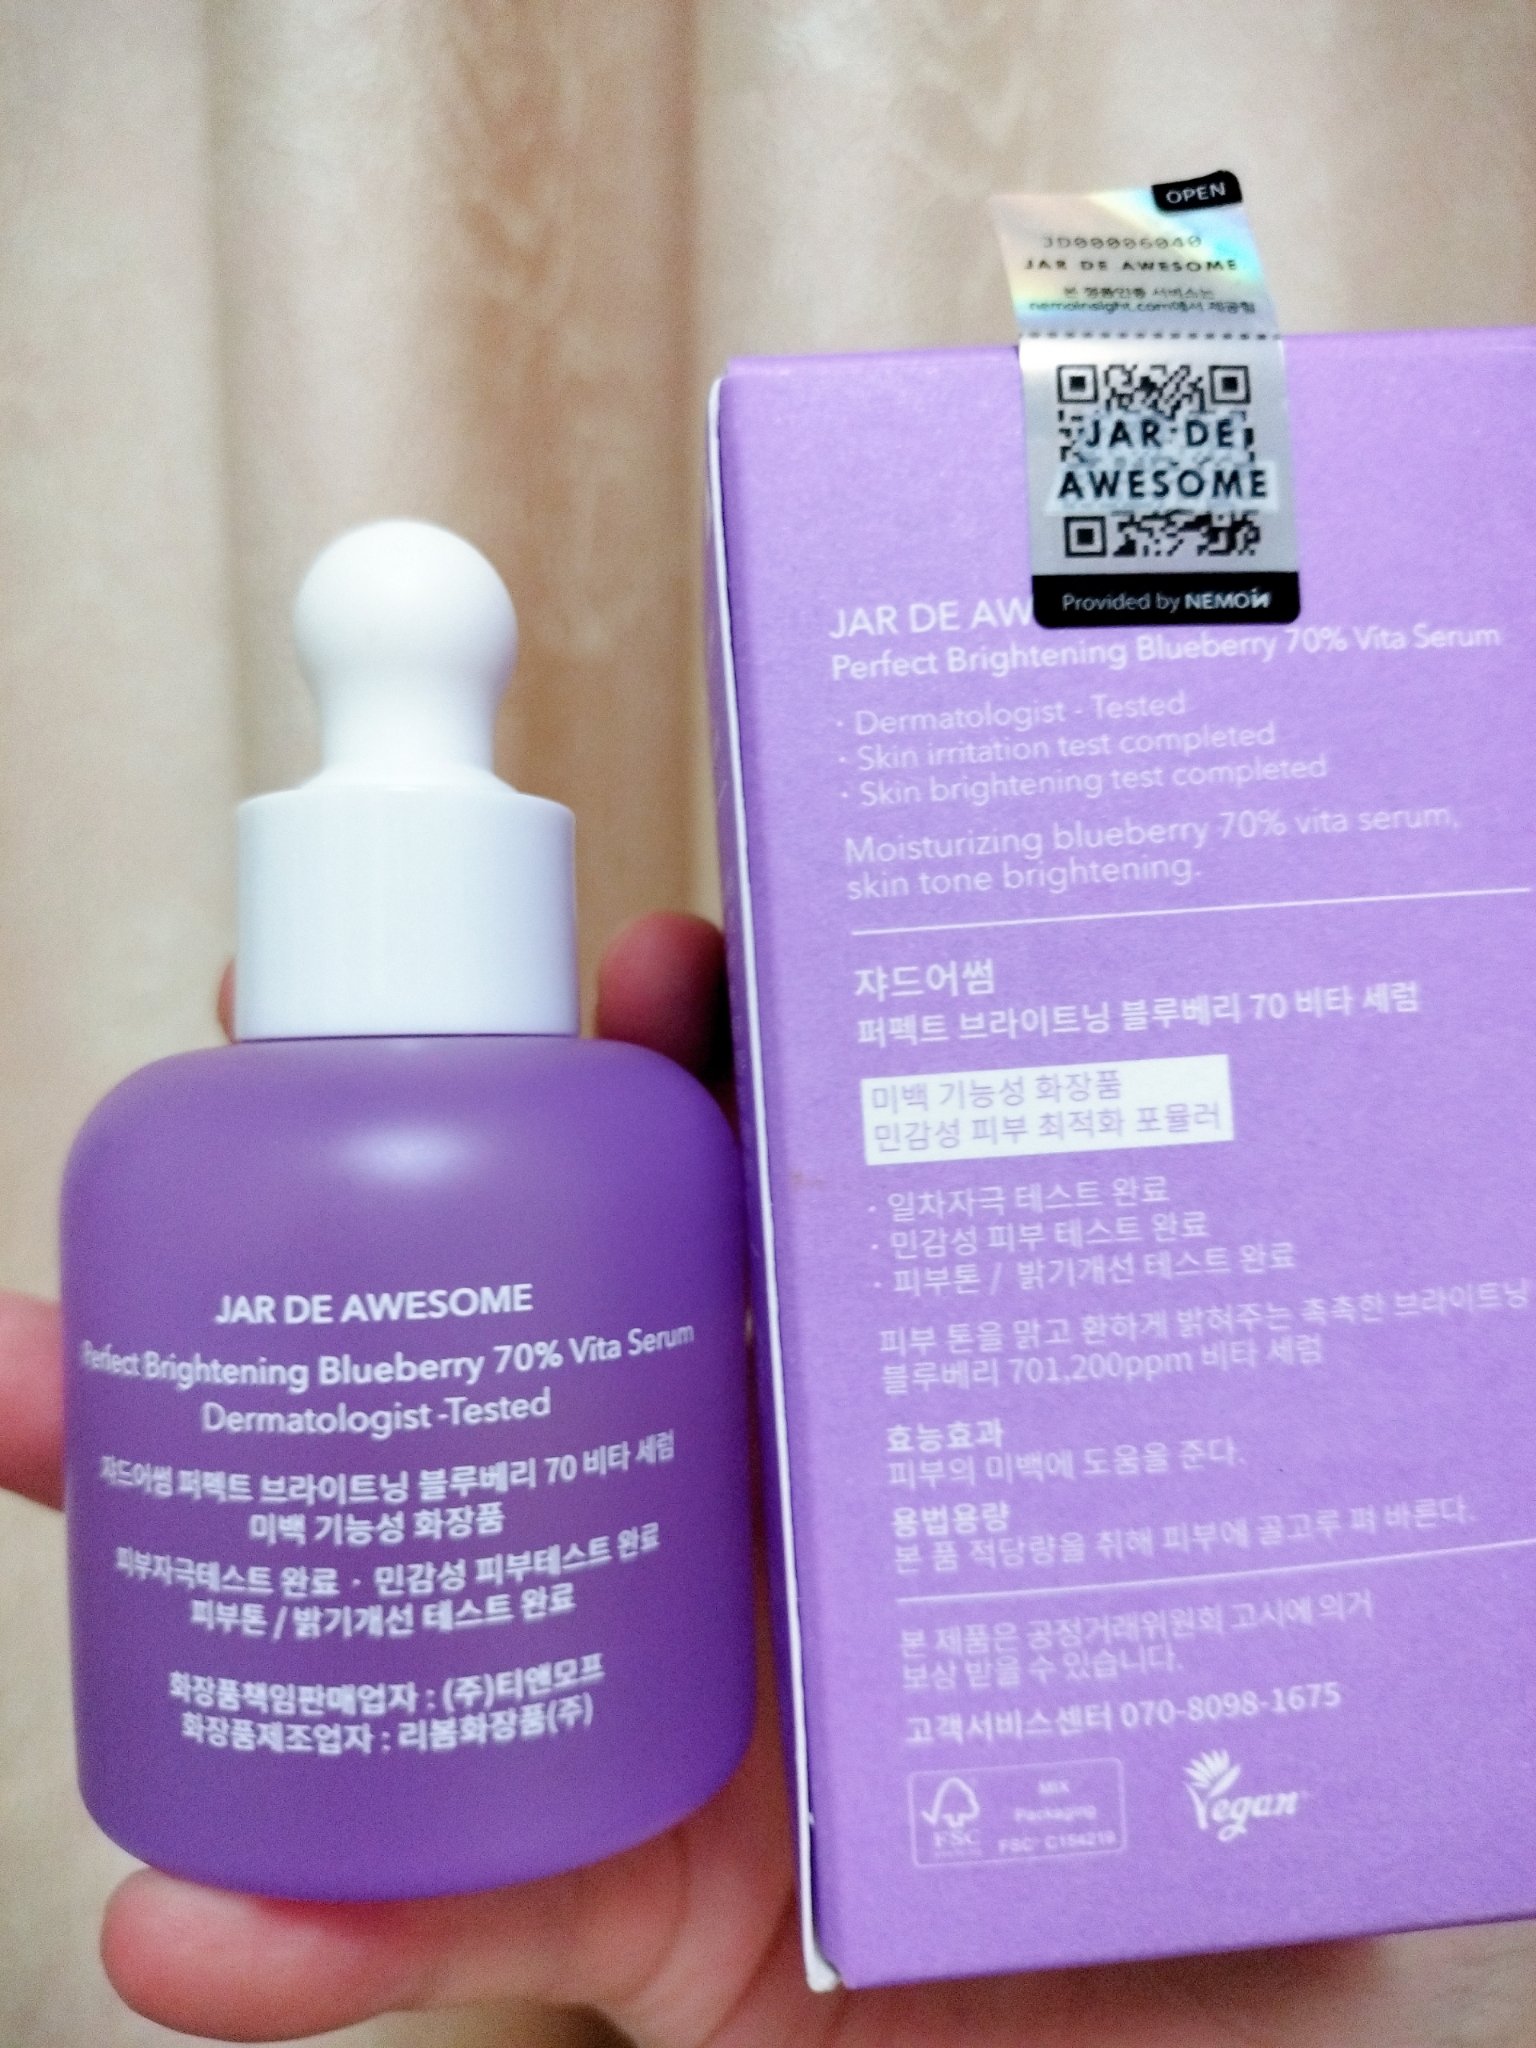 JAR DE AWESOME
Perfect Brightening Blueberry 70% Vita Serum
Dermatologist-Tested
쟈드어썸 퍼펙트 브라이트닝 블루베리 70 비타 세럼
미백 기능성 화장품
피부자극테스트 완료 · 민감성 피부테스트 완료
피부톤 / 밝기개선 테스트 완료
화장품책임판매업자 : (주)티앤모프
화장품제조업자 : 리봄화장품(주)
OPEN
JD00006040
JAR DE AWESOME
본 정품인증 서비스는
nemoinsight.com에서 제공함
JAR DE
AWESOME
Provided by NEMOIN
JAR DE AW
Perfect Brightening Blueberry 70% Vita Serum
· Dermatologist - Tested
· Skin irritation test completed
· Skin brightening test completed
Moisturizing blueberry 70% vita serum,
skin tone brightening.
쟈드어썸
퍼펙트 브라이트닝 블루베리 70 비타 세럼
미백 기능성 화장품
민감성 피부 최적화 포뮬러
· 일차자극 테스트 완료
· 민감성 피부 테스트 완료
· 피부톤 / 밝기개선 테스트 완료
피부 톤을 맑고 환하게 밝혀주는 촉촉한 브라이트닝
블루베리 701,200ppm 비타 세럼
효능효과
피부의 미백에 도움을 준다.
용법용량
본 품 적당량을 취해 피부에 골고루 펴 바른다.
본 제품은 공정거래위원회 고시에 의거
보상 받을 수 있습니다.
고객서비스센터 070-8098-1675
FSC
MIX
Packaging
FSC® C154219
Vegan